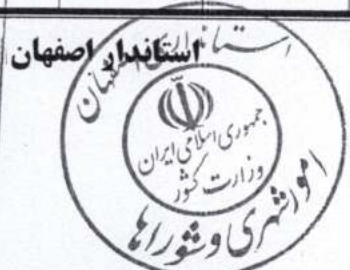 استاندار اصفهان
استانداری اصفهان
جمهوری اسلامی ایران
وزارت کشور
امور شهری و شوراها